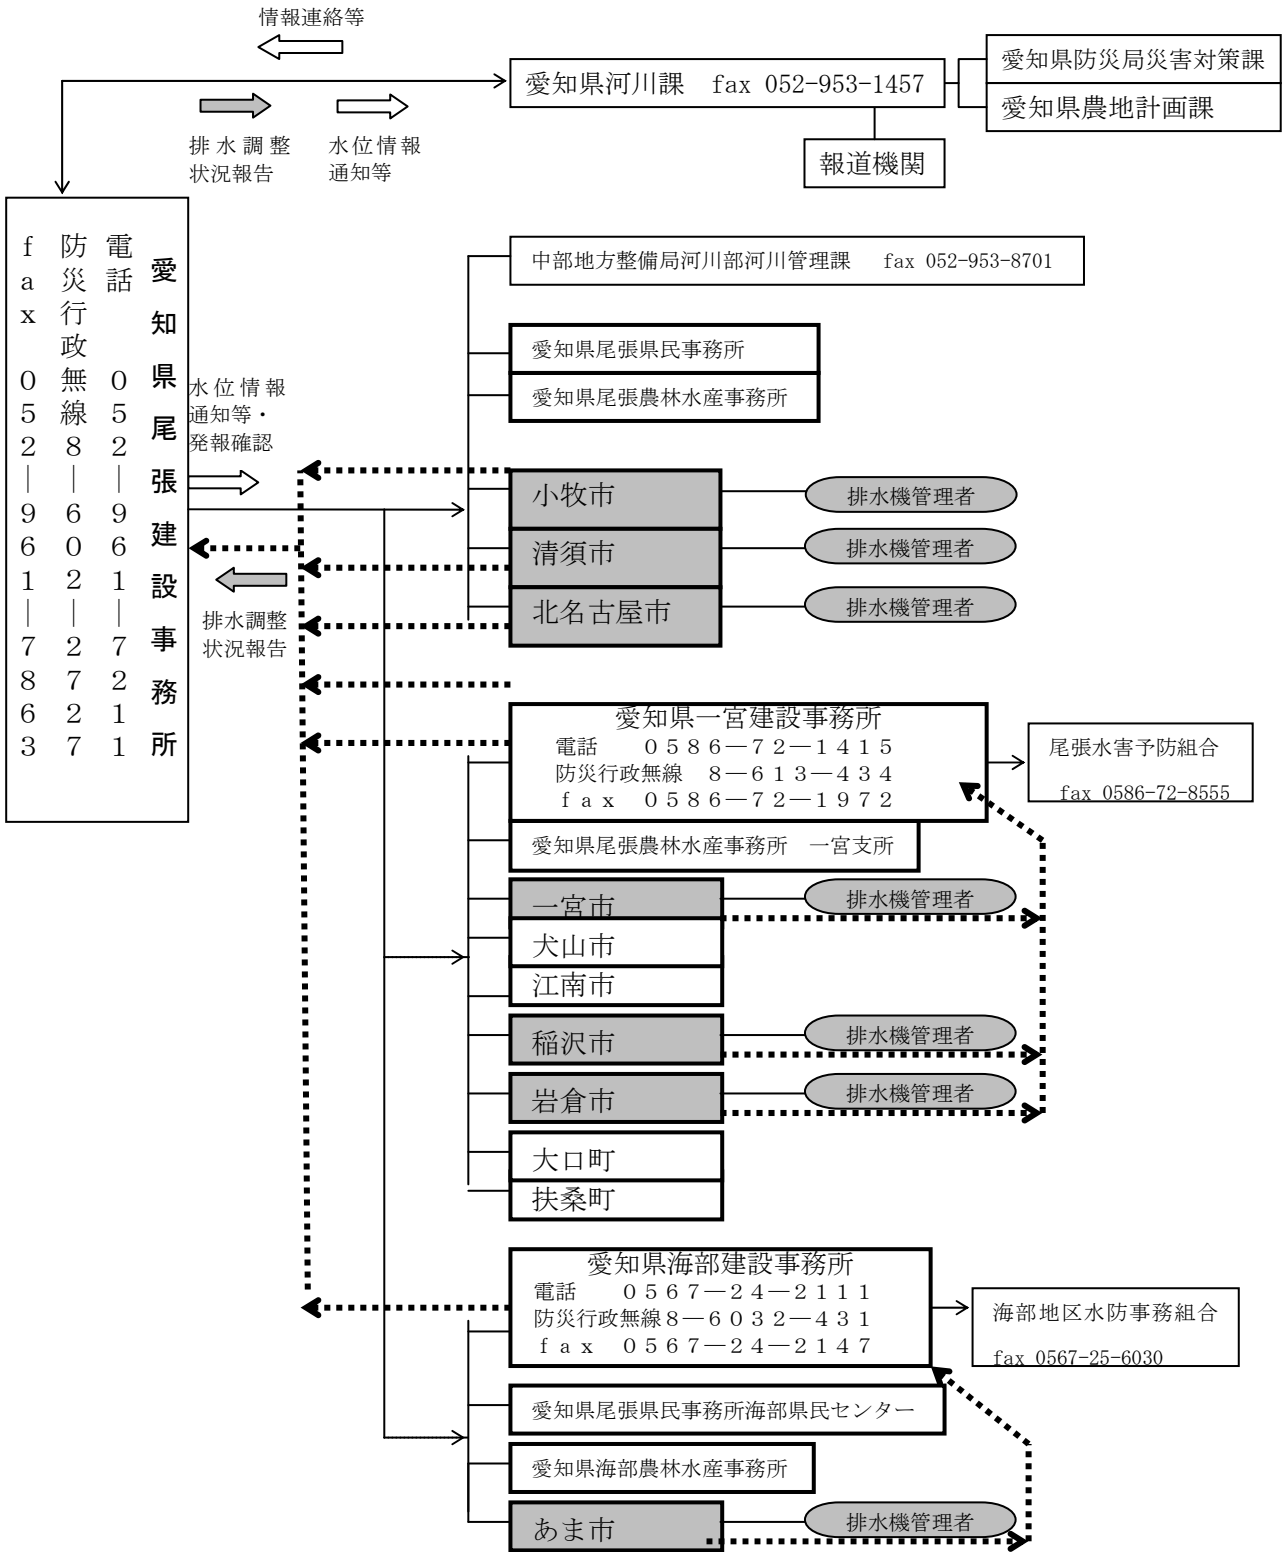 情報連絡等
愛知県河川課　fax 052-953-1457
愛知県防災局災害対策課
愛知県農地計画課
報道機関
排水調整
状況報告
水位情報
通知等
愛知県尾張建設事務所
電話　０５２―９６１―７２１１
防災行政無線８―６０２―２７２７
ｆａｘ　０５２―９６１―７８６３
水位情報
通知等・
発報確認
排水調整
状況報告
中部地方整備局河川部河川管理課　fax 052-953-8701
愛知県尾張県民事務所
愛知県尾張農林水産事務所
小牧市　排水機管理者
清須市　排水機管理者
北名古屋市　排水機管理者
愛知県一宮建設事務所
電話　０５８６―７２―１４１５
防災行政無線　８―６１３―４３４
ｆａｘ　０５８６―７２―１９７２
尾張水害予防組合
fax 0586-72-8555
愛知県尾張農林水産事務所　一宮支所
一宮市　排水機管理者
犬山市
江南市
稲沢市　排水機管理者
岩倉市　排水機管理者
大口町
扶桑町
愛知県海部建設事務所
電話　０５６７―２４―２１１１
防災行政無線８―６０３２―４３１
ｆａｘ　０５６７―２４―２１４７
海部地区水防事務組合
fax 0567-25-6030
愛知県尾張県民事務所海部県民センター
愛知県海部農林水産事務所
あま市　排水機管理者